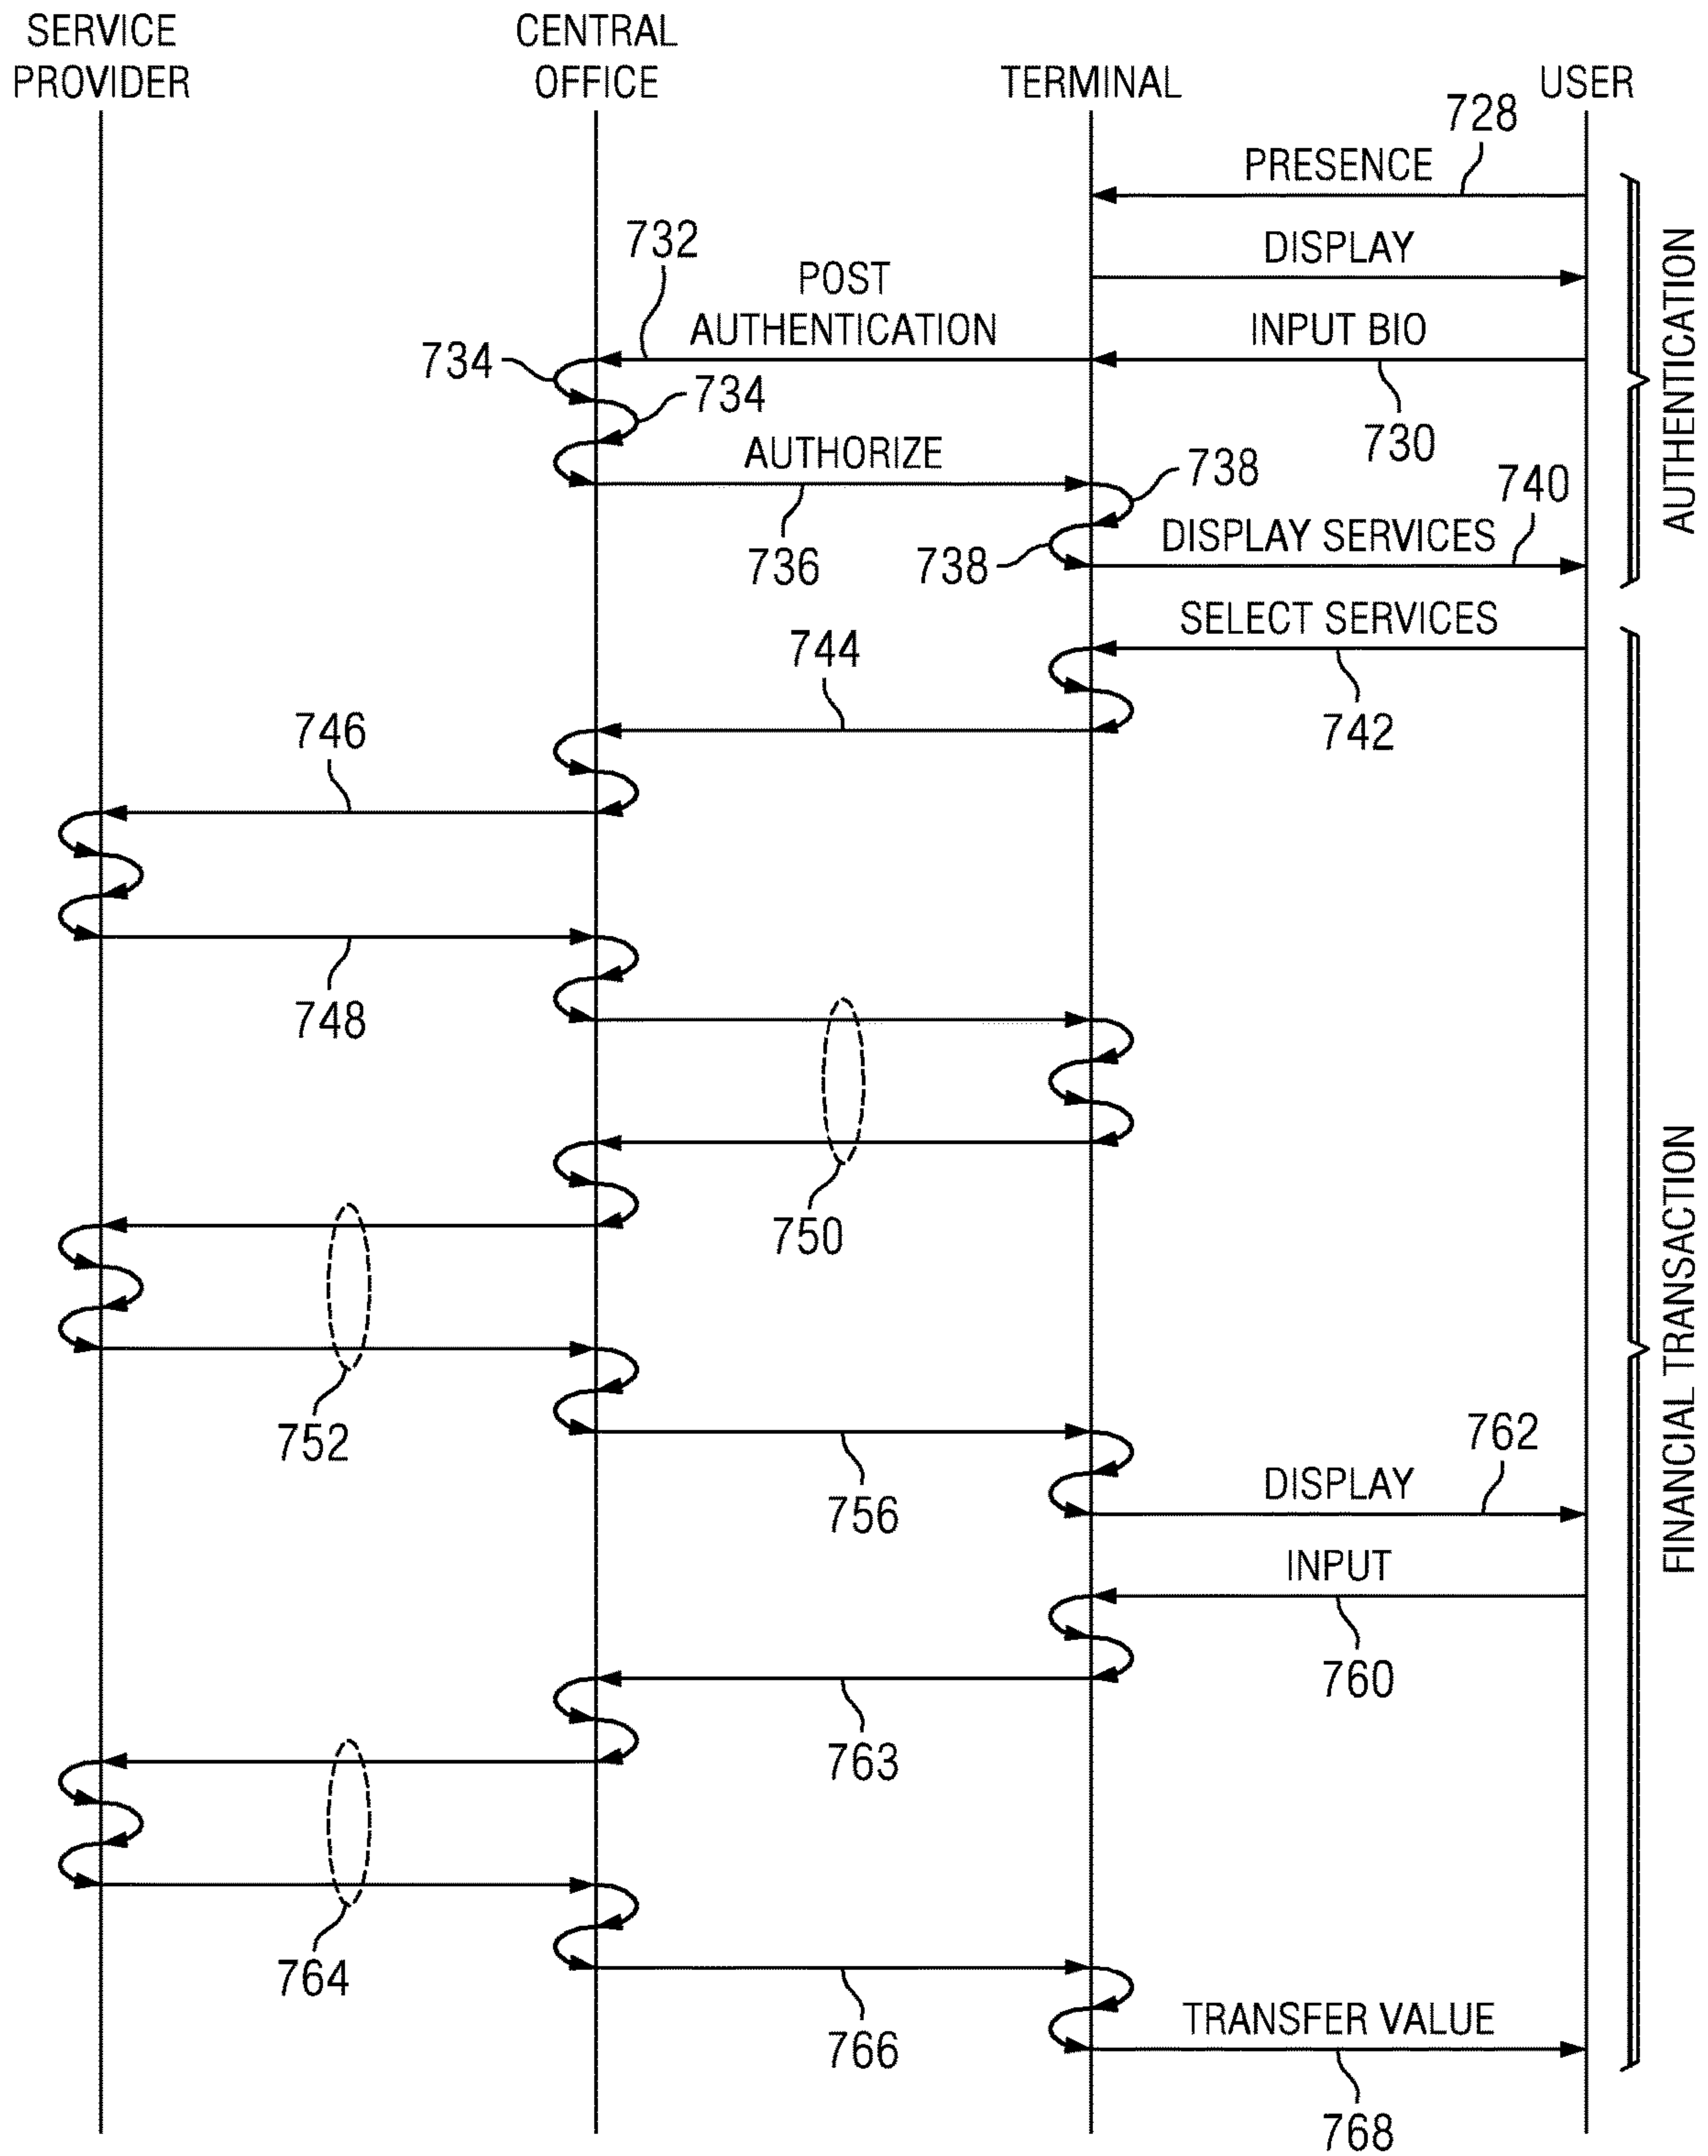 SERVICE
PROVIDER
CENTRAL
OFFICE
TERMINAL
USER
728
PRESENCE
DISPLAY
732
POST
AUTHENTICATION
INPUT BIO
734
734
730
AUTHORIZE
738
740
736
738
DISPLAY SERVICES
AUTHENTICATION
SELECT SERVICES
744
742
746
748
750
752
756
762
DISPLAY
INPUT
760
763
764
766
TRANSFER VALUE
768
FINANCIAL TRANSACTION